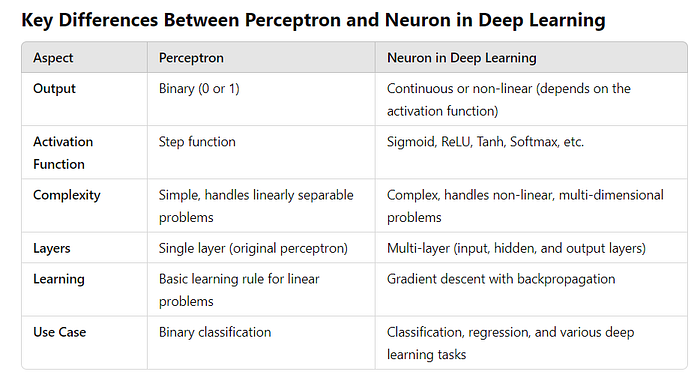 Key Differences Between Perceptron and Neuron in Deep Learning
Aspect Perceptron Neuron in Deep Learning
Output Binary (0 or 1) Continuous or non-linear (depends on the
activation function)
Activation Step function Sigmoid, ReLU, Tanh, Softmax, etc.
Function
Complexity Simple, handles linearly separable Complex, handles non-linear, multi-dimensional
problems problems
Layers Single layer (original perceptron) Multi-layer (input, hidden, and output layers)
Learning Basic learning rule for linear Gradient descent with backpropagation
problems
Use Case Binary classification Classification, regression, and various deep
learning tasks